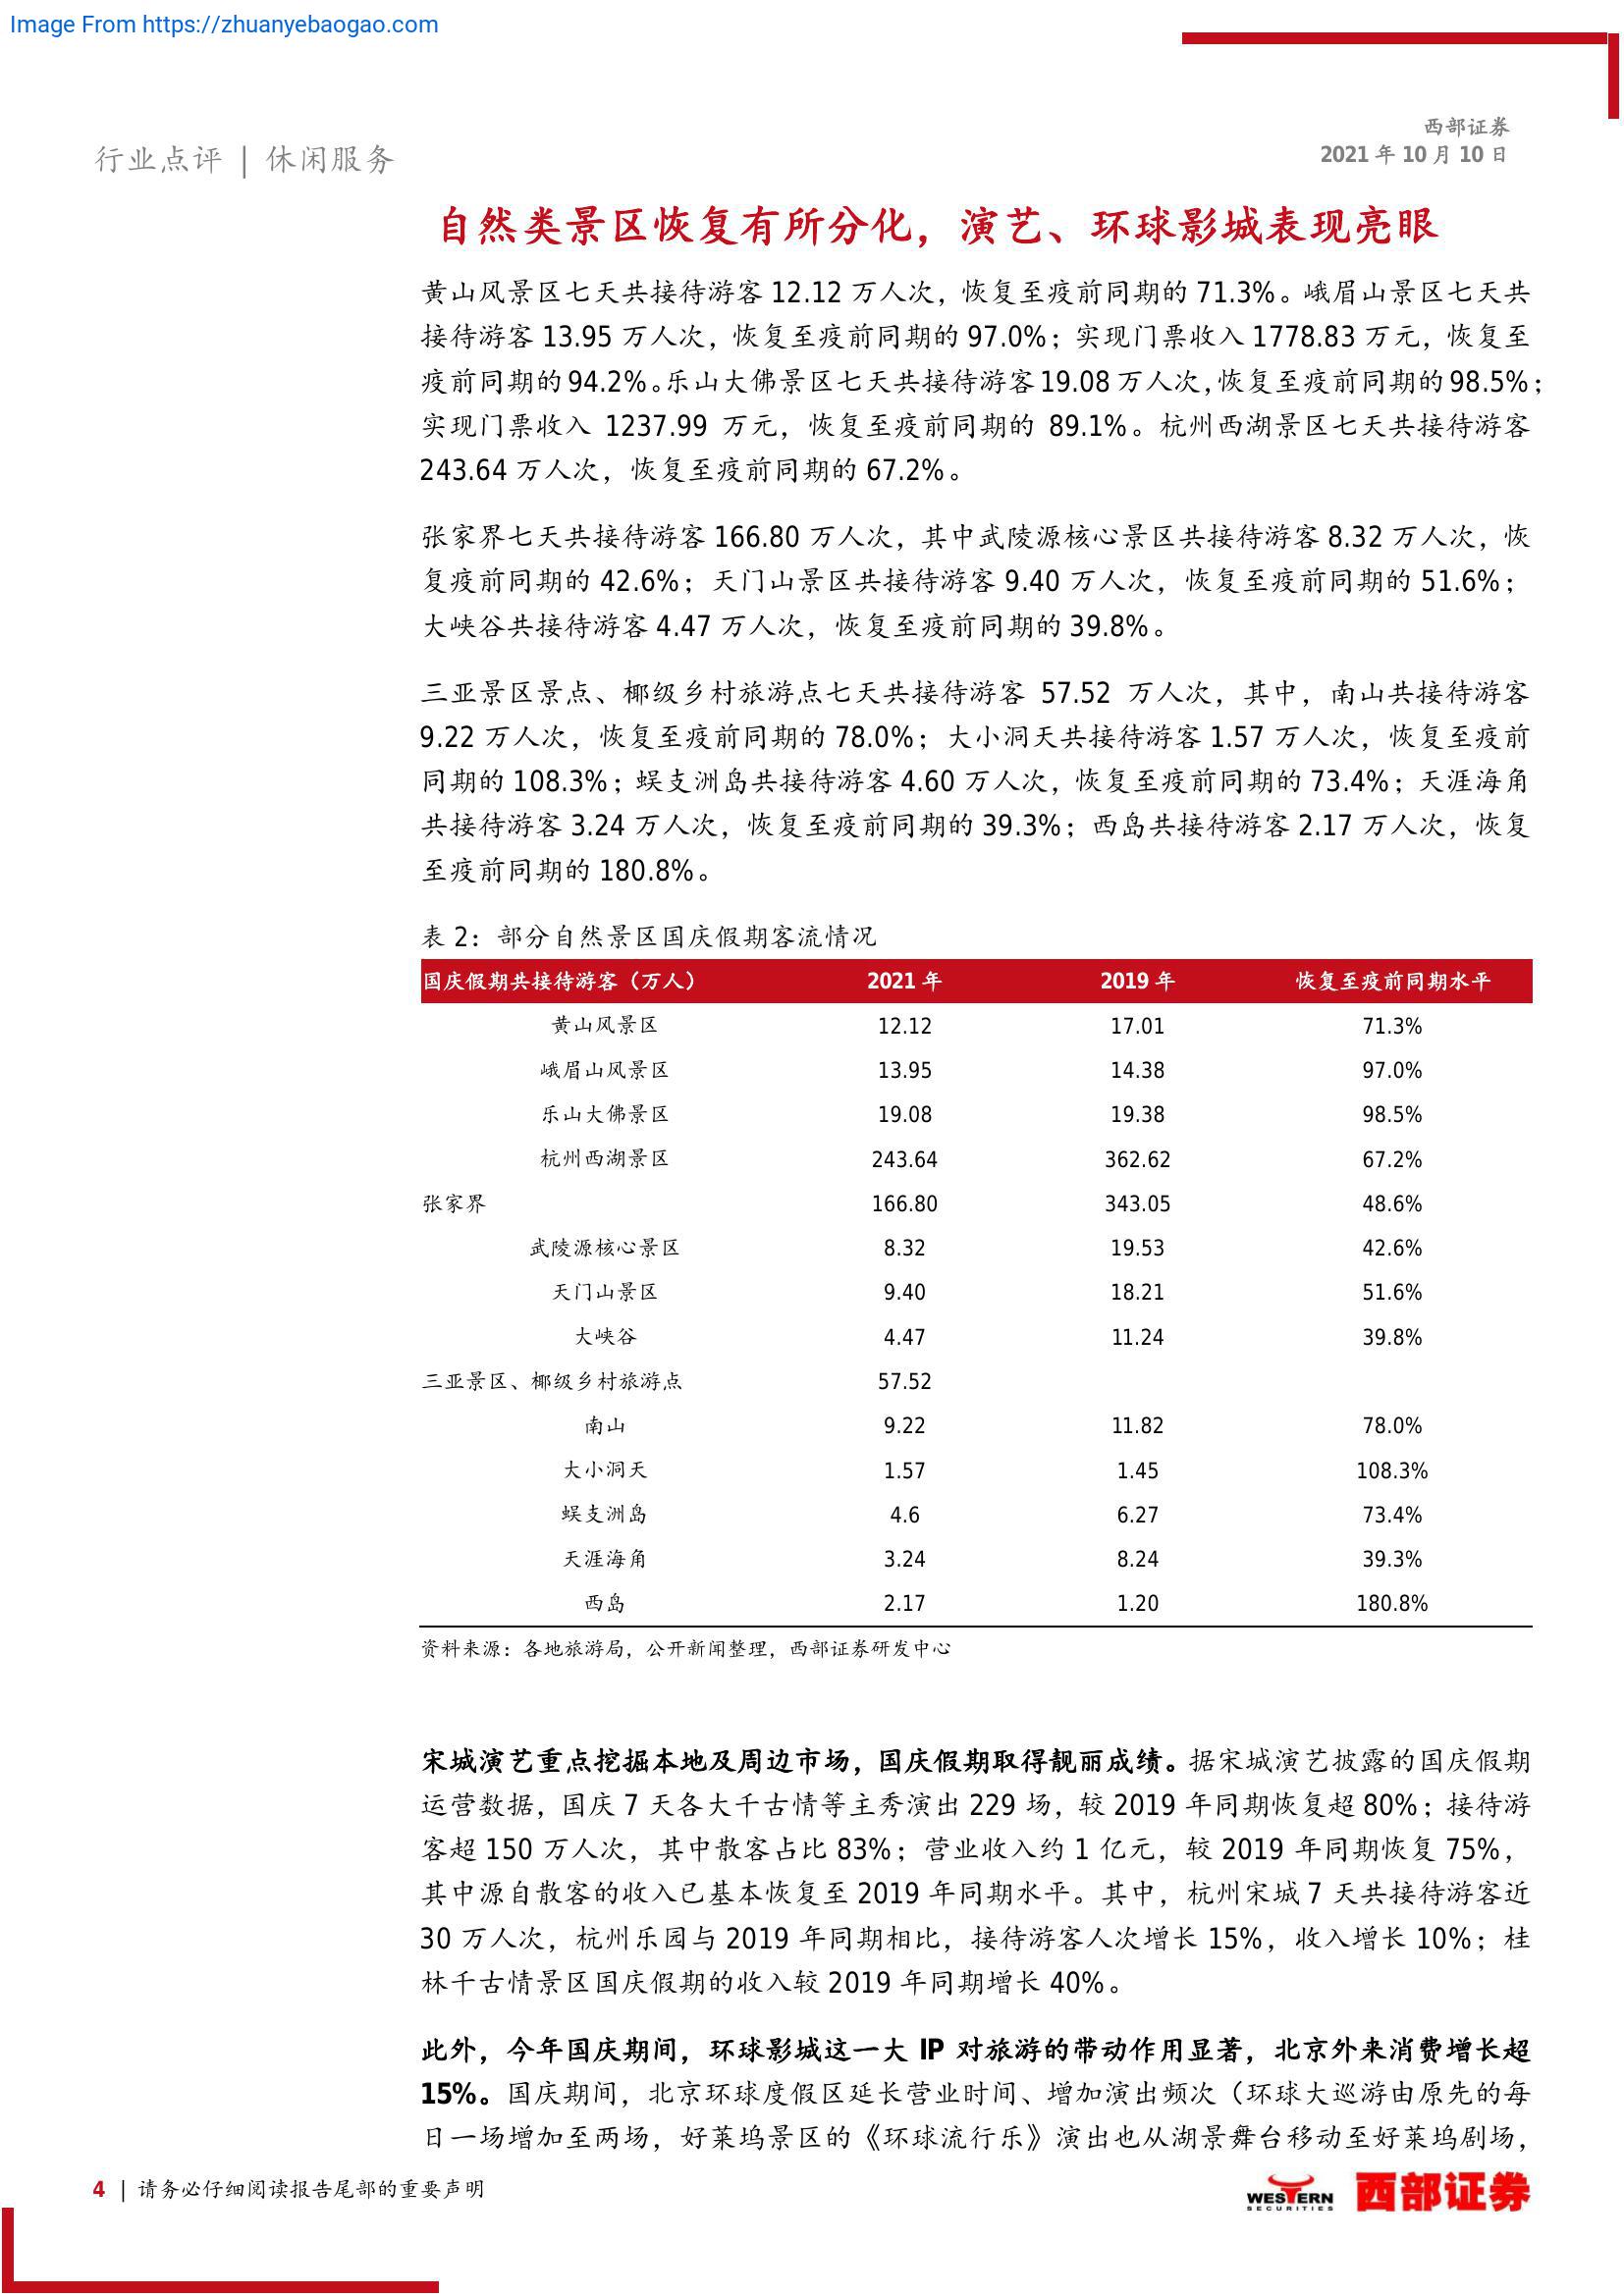 Image From https://zhuanyebaogao.com
行业点评 | 休闲服务
西部证券
2021 年 10 月 10 日
自然类景区恢复有所分化，演艺、环球影城表现亮眼
黄山风景区七天共接待游客 12.12 万人次，恢复至疫前同期的 71.3%。峨眉山景区七天共
接待游客 13.95 万人次，恢复至疫前同期的 97.0%；实现门票收入 1778.83 万元，恢复至
疫前同期的 94.2%。乐山大佛景区七天共接待游客 19.08 万人次，恢复至疫前同期的 98.5%；
实现门票收入 1237.99 万元，恢复至疫前同期的 89.1%。杭州西湖景区七天共接待游客
243.64 万人次，恢复至疫前同期的 67.2%。
张家界七天共接待游客 166.80 万人次，其中武陵源核心景区共接待游客 8.32 万人次，恢
复疫前同期的 42.6%；天门山景区共接待游客 9.40 万人次，恢复至疫前同期的 51.6%；
大峡谷共接待游客 4.47 万人次，恢复至疫前同期的 39.8%。
三亚景区景点、椰级乡村旅游点七天共接待游客 57.52 万人次，其中，南山共接待游客
9.22 万人次，恢复至疫前同期的 78.0%；大小洞天共接待游客 1.57 万人次，恢复至疫前
同期的 108.3%；蜈支洲岛共接待游客 4.60 万人次，恢复至疫前同期的 73.4%；天涯海角
共接待游客 3.24 万人次，恢复至疫前同期的 39.3%；西岛共接待游客 2.17 万人次，恢复
至疫前同期的 180.8%。
表 2：部分自然景区国庆假期客流情况
国庆假期共接待游客（万人） 2021 年 2019 年 恢复至疫前同期水平
黄山风景区 12.12 17.01 71.3%
峨眉山风景区 13.95 14.38 97.0%
乐山大佛景区 19.08 19.38 98.5%
杭州西湖景区 243.64 362.62 67.2%
张家界 166.80 343.05 48.6%
武陵源核心景区 8.32 19.53 42.6%
天门山景区 9.40 18.21 51.6%
大峡谷 4.47 11.24 39.8%
三亚景区、椰级乡村旅游点 57.52
南山 9.22 11.82 78.0%
大小洞天 1.57 1.45 108.3%
蜈支洲岛 4.6 6.27 73.4%
天涯海角 3.24 8.24 39.3%
西岛 2.17 1.20 180.8%
资料来源：各地旅游局，公开新闻整理，西部证券研发中心
宋城演艺重点挖掘本地及周边市场，国庆假期取得靓丽成绩。据宋城演艺披露的国庆假期
运营数据，国庆 7 天各大千古情等主秀演出 229 场，较 2019 年同期恢复超 80%；接待游
客超 150 万人次，其中散客占比 83%；营业收入约 1 亿元，较 2019 年同期恢复 75%，
其中源自散客的收入已基本恢复至 2019 年同期水平。其中，杭州宋城 7 天共接待游客近
30 万人次，杭州乐园与 2019 年同期相比，接待游客人次增长 15%，收入增长 10%；桂
林千古情景区国庆假期的收入较 2019 年同期增长 40%。
此外，今年国庆期间，环球影城这一大 IP 对旅游的带动作用显著，北京外来消费增长超
15%。国庆期间，北京环球度假区延长营业时间、增加演出频次（环球大巡游由原先的每
日一场增加至两场，好莱坞景区的《环球流行乐》演出也从湖景舞台移动至好莱坞剧场，
4 | 请务必仔细阅读报告尾部的重要声明
WESTERN
SECURITIES
西部证券